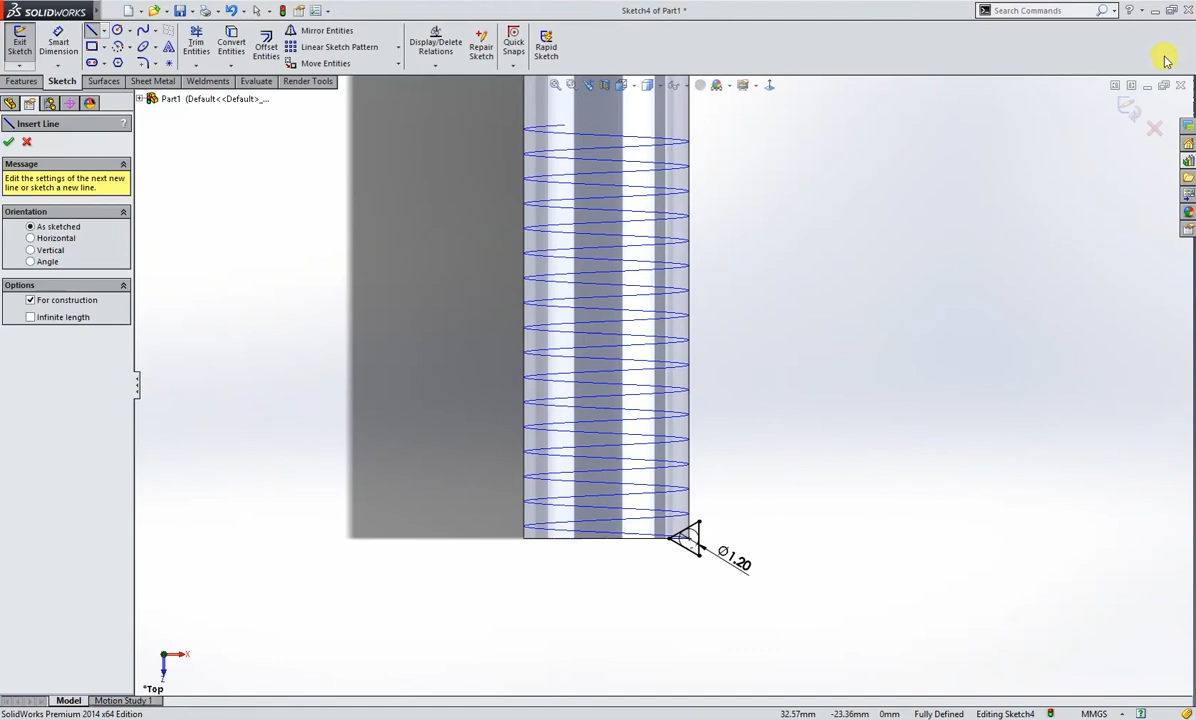 SOLIDWORKS
Sketch4 of Part1 *
Search Commands
Exit Sketch
Smart Dimension
Trim Entities
Convert Entities
Offset Entities
Mirror Entities
Linear Sketch Pattern
Move Entities
Display/Delete Relations
Repair Sketch
Quick Snaps
Rapid Sketch
Features
Sketch
Surfaces
Sheet Metal
Weldments
Evaluate
Render Tools
Part1 (Default<<Default>_...
Insert Line
?
Message
Edit the settings of the next new
line or sketch a new line.
Orientation
As sketched
Horizontal
Vertical
Angle
Options
For construction
Infinite length
Ø1.20
X
Z
*Top
Model
Motion Study 1
SolidWorks Premium 2014 x64 Edition
32.57mm
-23.36mm
0mm
Fully Defined
Editing Sketch4
MMGS